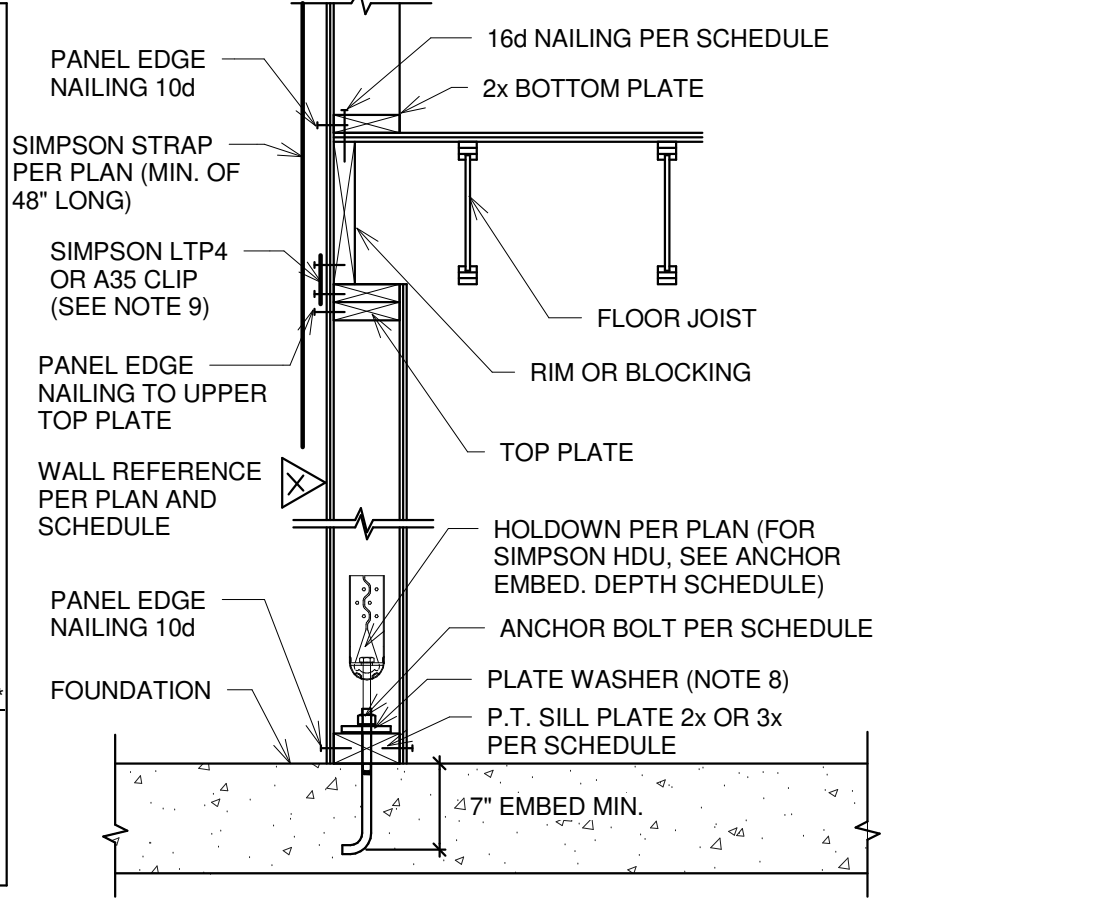 PANEL EDGE
NAILING 10d
16d NAILING PER SCHEDULE
2x BOTTOM PLATE
SIMPSON STRAP
PER PLAN (MIN. OF
48" LONG)
SIMPSON LTP4
OR A35 CLIP
(SEE NOTE 9)
FLOOR JOIST
PANEL EDGE
NAILING TO UPPER
TOP PLATE
RIM OR BLOCKING
TOP PLATE
WALL REFERENCE
PER PLAN AND
SCHEDULE
X
HOLDOWN PER PLAN (FOR
SIMPSON HDU, SEE ANCHOR
EMBED. DEPTH SCHEDULE)
PANEL EDGE
NAILING 10d
ANCHOR BOLT PER SCHEDULE
FOUNDATION
PLATE WASHER (NOTE 8)
P.T. SILL PLATE 2x OR 3x
PER SCHEDULE
7" EMBED MIN.